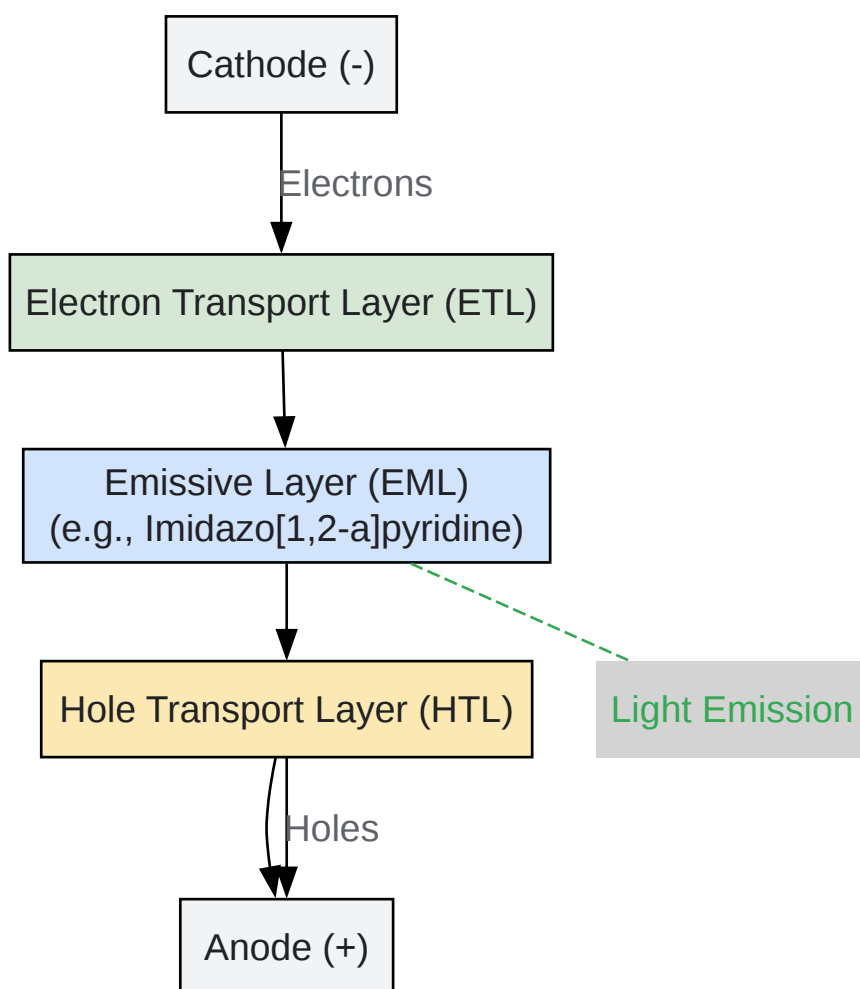 Cathode (-)
Electrons
Electron Transport Layer (ETL)
Emissive Layer (EML)
(e.g., Imidazo[1,2-a]pyridine)
Hole Transport Layer (HTL)
Light Emission
Holes
Anode (+)